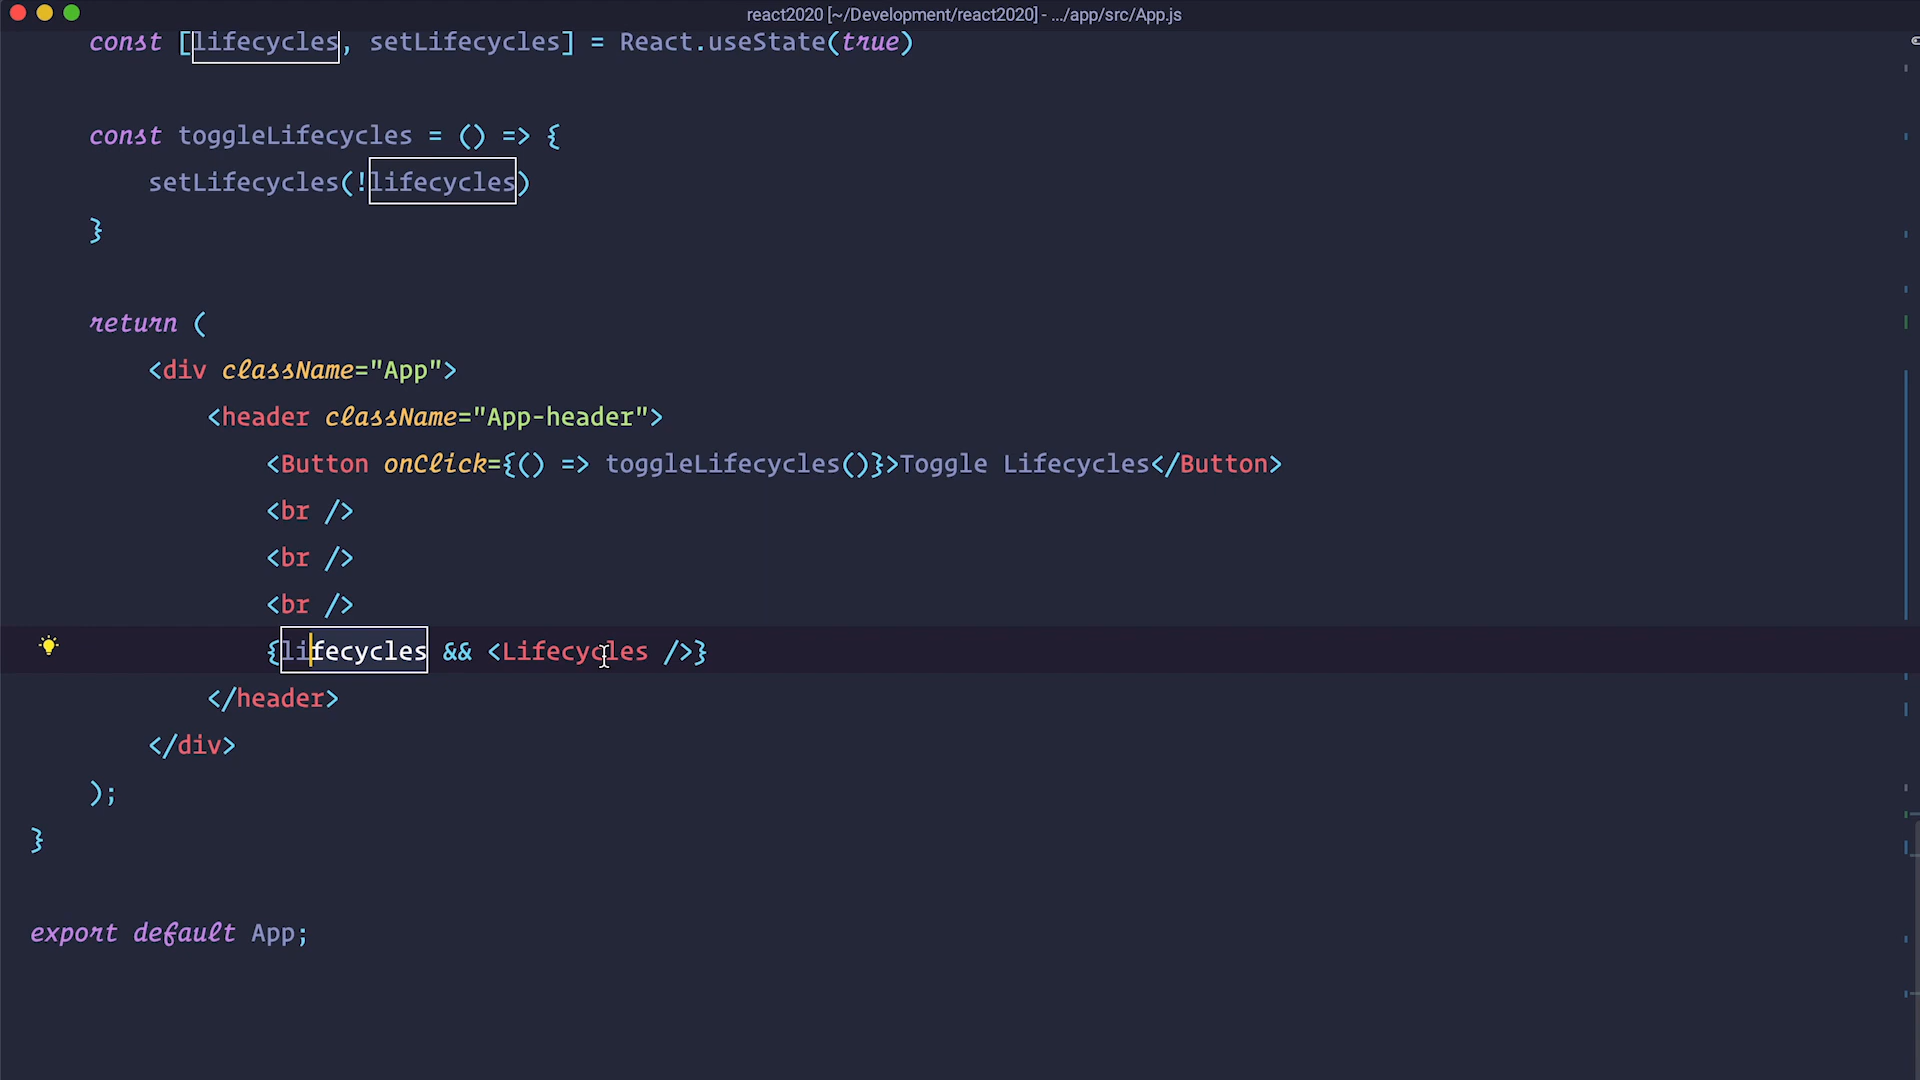 react2020 [~/Development/react2020] - .../app/src/App.js
const [lifecycles, setLifecycles] = React.useState(true)
const toggleLifecycles = () => {
setLifecycles(!lifecycles)
}
return (
<div className="App">
<header className="App-header">
<Button onClick={() => toggleLifecycles()}>Toggle Lifecycles</Button>
<br />
<br />
<br />
{lifecycles && <Lifecycles />}
</header>
</div>
);
}
export default App;